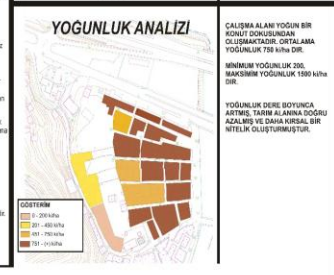 YOĞUNLUK ANALİZİ
ÇALIŞMA ALANI YOĞUN BİR
KONUT DOKUSUNDAN
OLUŞMAKTADIR. ORTALAMA
YOĞUNLUK 750 ki/ha DIR.
MİNİMUM YOĞUNLUK 200,
MAKSİMİM YOĞUNLUK 1500 ki/ha
DIR.
YOĞUNLUK DERE BOYUNCA
ARTMIŞ, TARIM ALANINA DOĞRU
AZALMIŞ VE DAHA KIRSAL BİR
NİTELİK OLUŞTURMUŞTUR.
GÖSTERİM
0 - 200 ki/ha
201 - 450 ki/ha
451 - 750 ki/ha
751 - (+) ki/ha